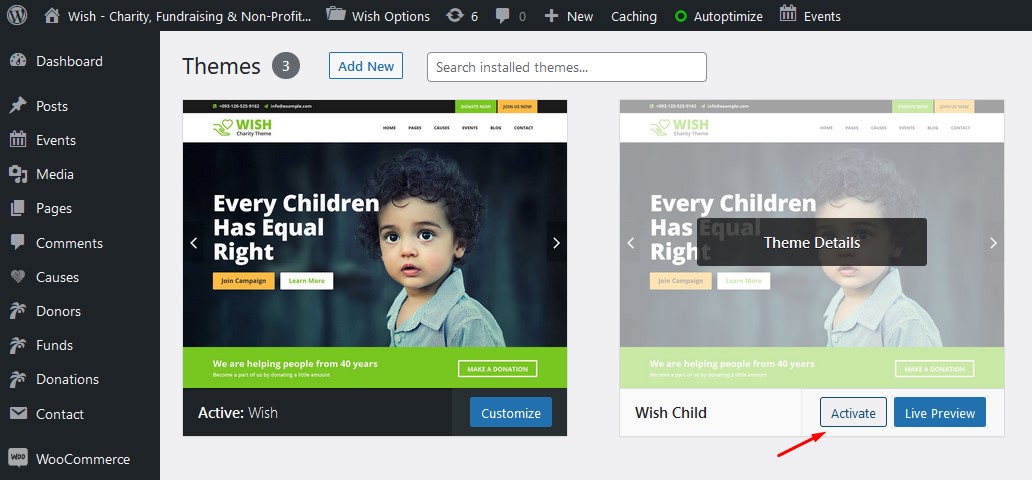 Wish - Charity, Fundraising & Non-Profit...
Wish Options
6
0
New
Caching
Autoptimize
Events
Dashboard
Posts
Events
Media
Pages
Comments
Causes
Donors
Funds
Donations
Contact
WOO
WooCommerce
Themes
3
Add New
Search installed themes...
+093-120-525-9162
info@example.com
DONATE NOW
JOIN US NOW
WISH
Charity Theme
HOME
PAGES
CAUSES
EVENTS
BLOG
CONTACT
Every Children
Has Equal
Right
Join Campaign
Learn More
We are helping people from 40 years
Become a part of us by donating a little amount
MAKE A DONATION
Active: Wish
Customize
+093-120-525-9162
info@example.com
DONATE NOW
JOIN US NOW
WISH
Charity Theme
HOME
PAGES
CAUSES
EVENTS
BLOG
CONTACT
Every Children
Has Equal
Right
Theme Details
Join Campaign
Learn More
We are helping people from 40 years
Become a part of us by donating a little amount
MAKE A DONATION
Wish Child
Activate
Live Preview